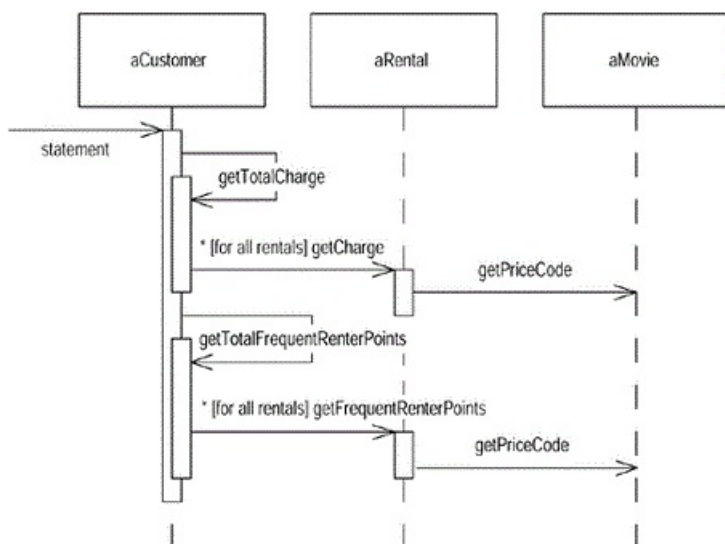 aCustomer
aRental
aMovie
statement
getTotalCharge
* [for all rentals] getCharge
getPriceCode
getTotalFrequentRenterPoints
* [for all rentals] getFrequentRenterPoints
getPriceCode